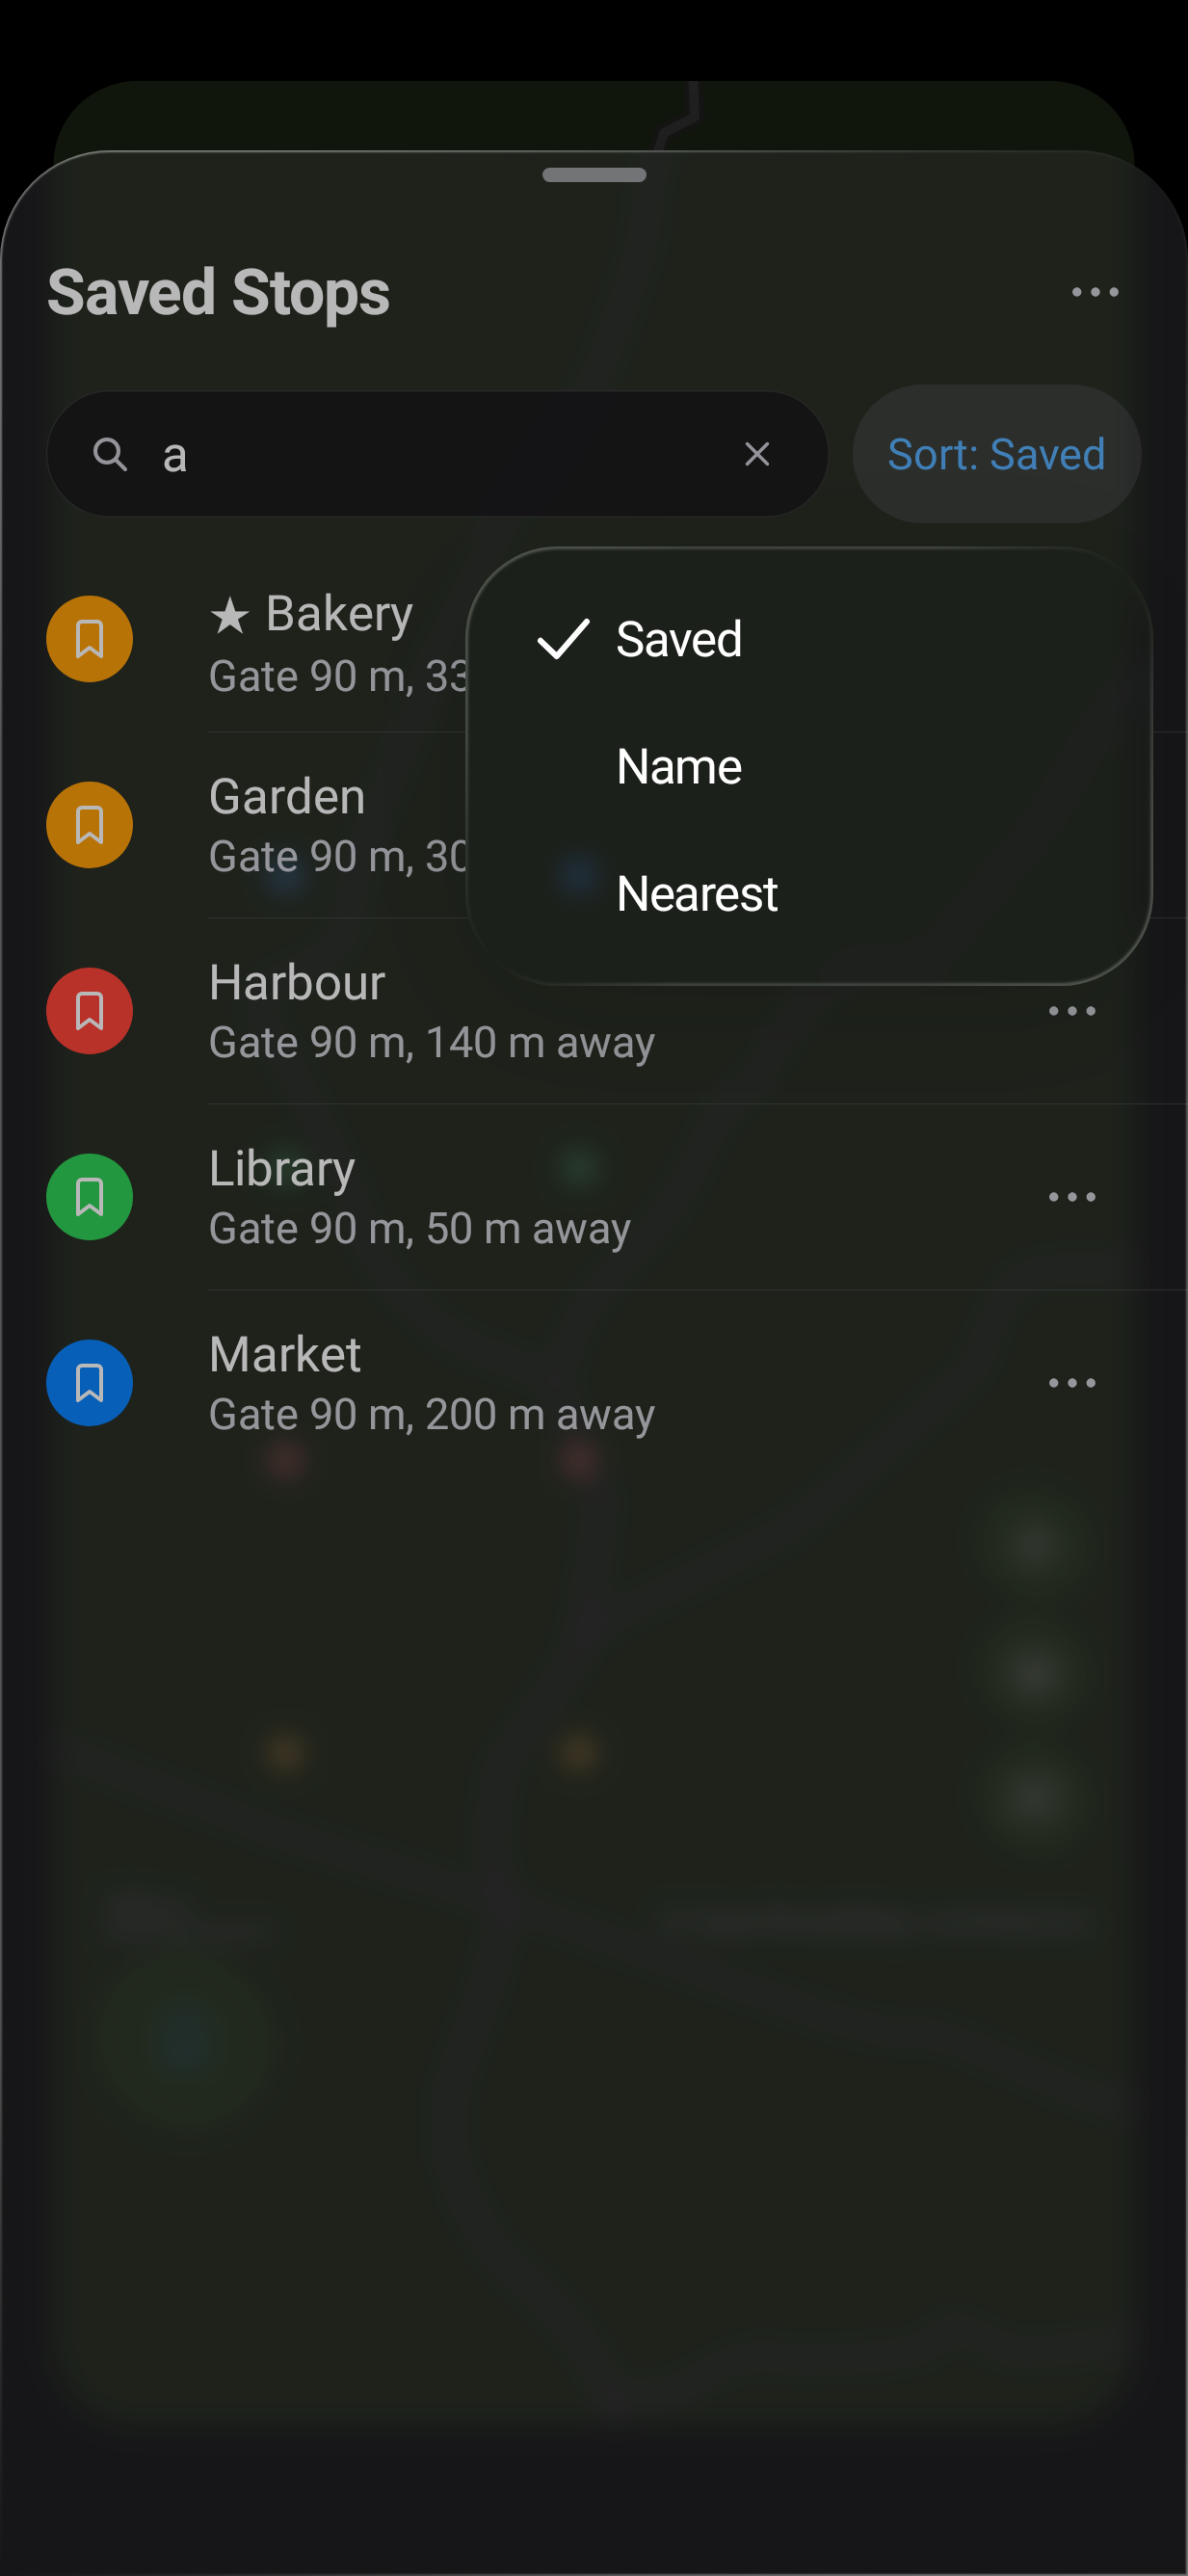 Saved Stops
a
Sort: Saved
Saved
Name
Nearest
★ Bakery
Gate 90 m, 33
Garden
Gate 90 m, 30
Harbour
Gate 90 m, 140 m away
Library
Gate 90 m, 50 m away
Market
Gate 90 m, 200 m away